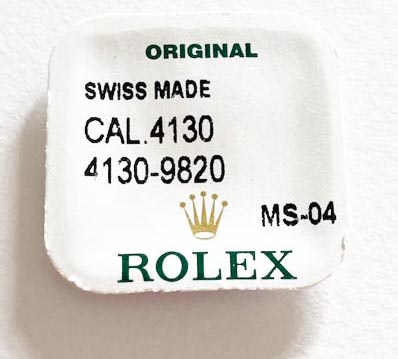 ORIGINAL
SWISS MADE
CAL.4130
4130-9820
MS-04
ROLEX